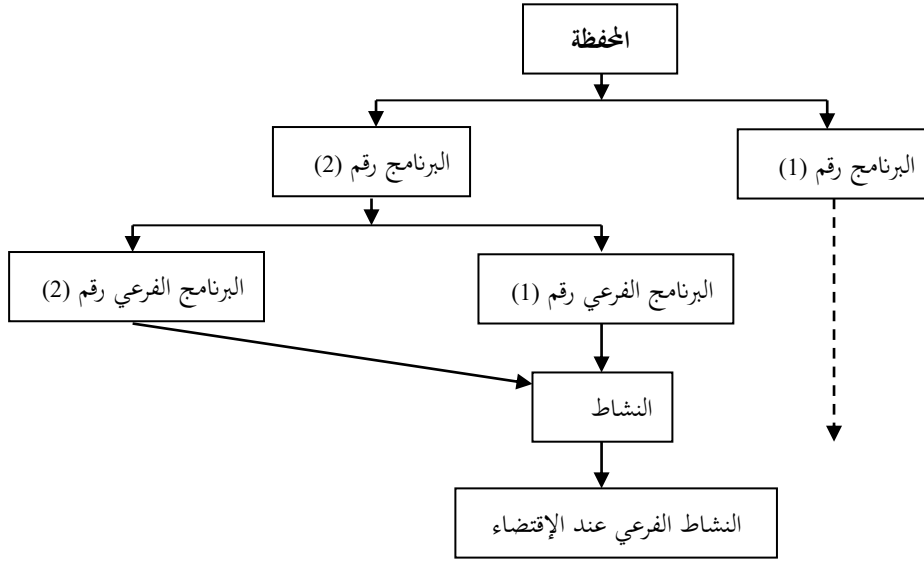 المحفظة
البرنامج رقم (1)
البرنامج رقم (2)
البرنامج الفرعي رقم (1)
البرنامج الفرعي رقم (2)
النشاط
النشاط الفرعي عند الإقتضاء